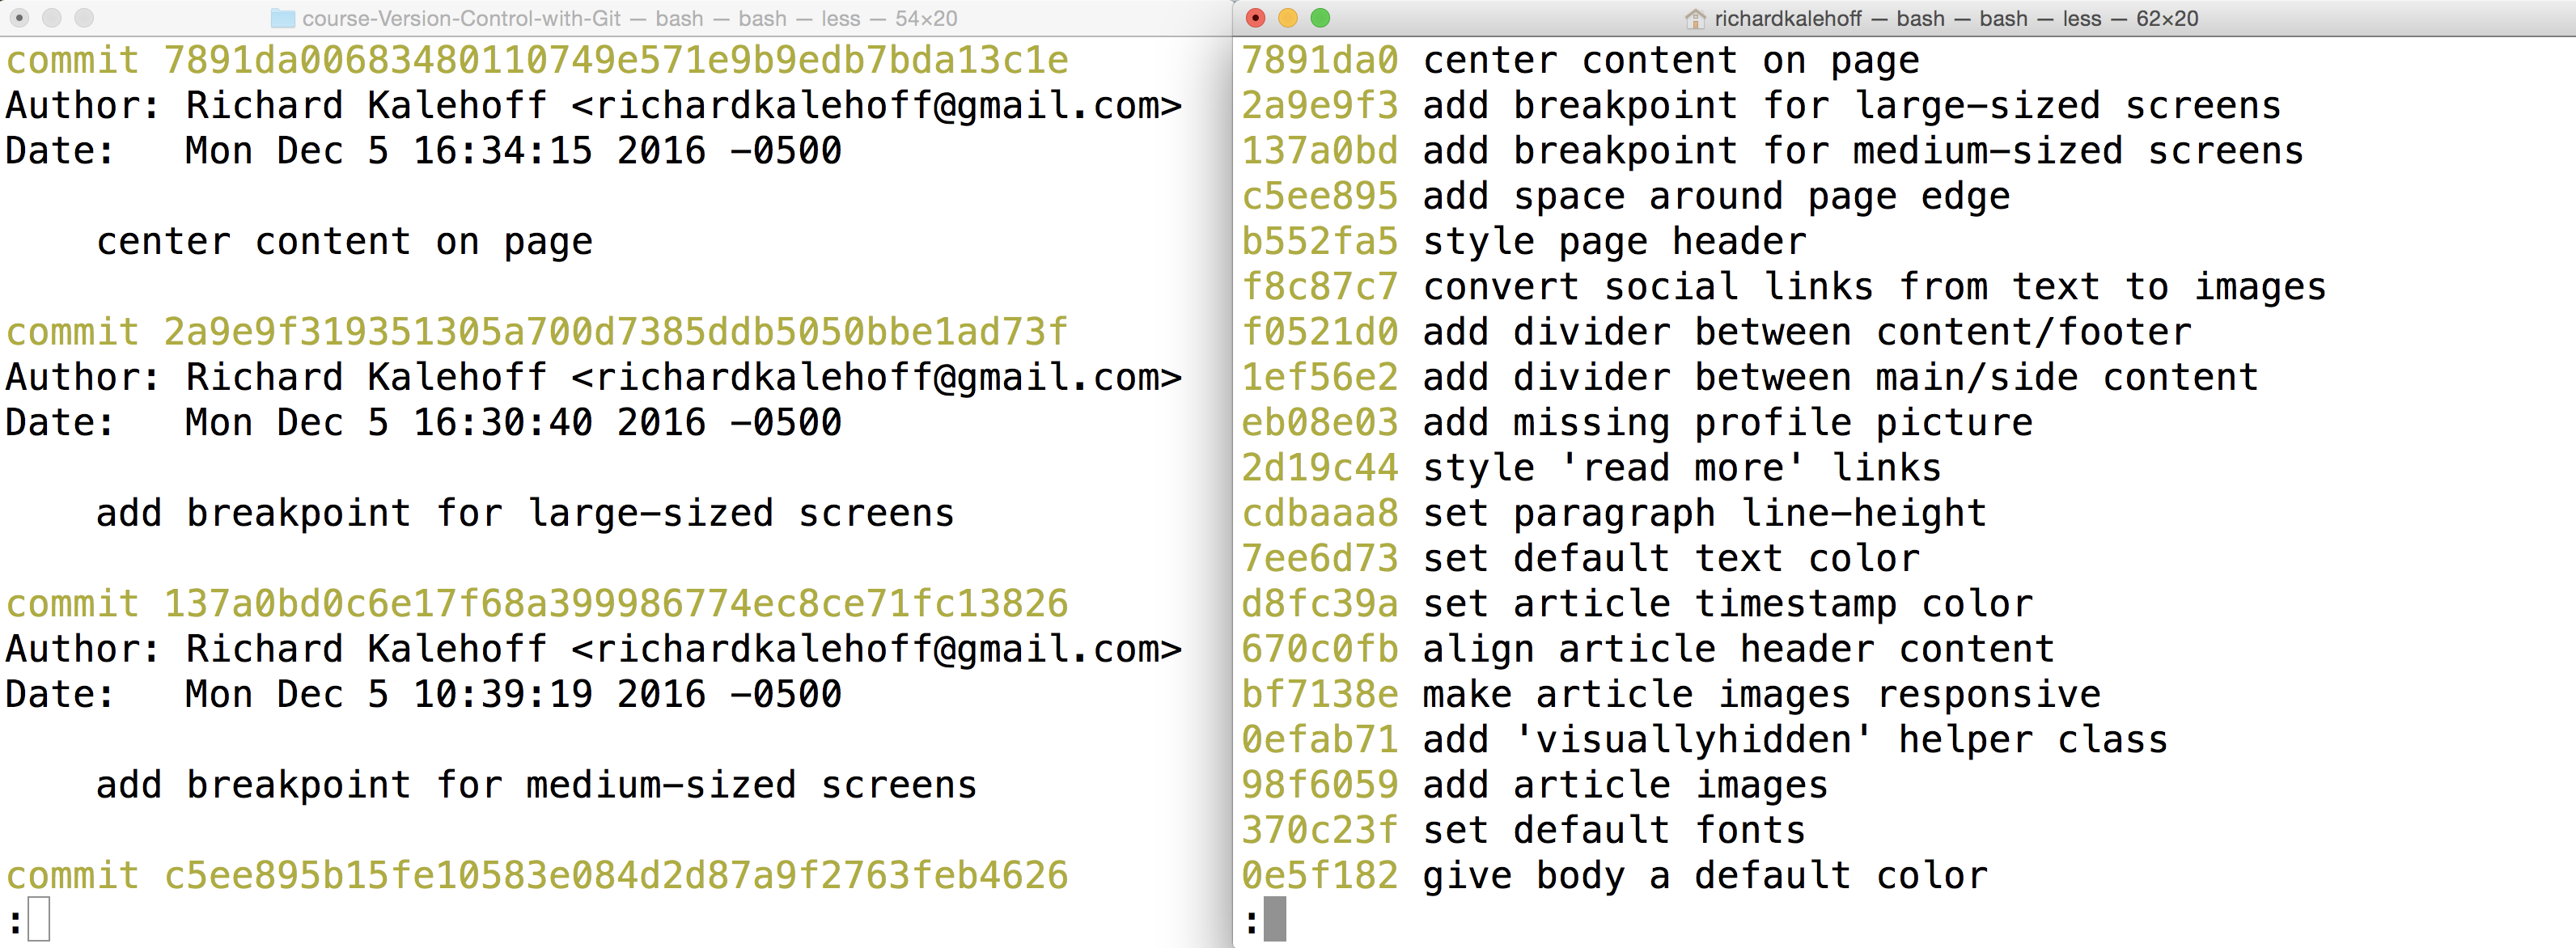 course-Version-Control-with-Git — bash — bash — less — 54×20
commit 7891da00683480110749e571e9b9edb7bda13c1e
Author: Richard Kalehoff <richardkalehoff@gmail.com>
Date:   Mon Dec 5 16:34:15 2016 -0500
center content on page
commit 2a9e9f319351305a700d7385ddb5050bbe1ad73f
Author: Richard Kalehoff <richardkalehoff@gmail.com>
Date:   Mon Dec 5 16:30:40 2016 -0500
add breakpoint for large-sized screens
commit 137a0bd0c6e17f68a399986774ec8ce71fc13826
Author: Richard Kalehoff <richardkalehoff@gmail.com>
Date:   Mon Dec 5 10:39:19 2016 -0500
add breakpoint for medium-sized screens
commit c5ee895b15fe10583e084d2d87a9f2763feb4626
:
richardkalehoff — bash — bash — less — 62×20
7891da0 center content on page
2a9e9f3 add breakpoint for large-sized screens
137a0bd add breakpoint for medium-sized screens
c5ee895 add space around page edge
b552fa5 style page header
f8c87c7 convert social links from text to images
f0521d0 add divider between content/footer
1ef56e2 add divider between main/side content
eb08e03 add missing profile picture
2d19c44 style 'read more' links
cdbaaa8 set paragraph line-height
7ee6d73 set default text color
d8fc39a set article timestamp color
670c0fb align article header content
bf7138e make article images responsive
0efab71 add 'visuallyhidden' helper class
98f6059 add article images
370c23f set default fonts
0e5f182 give body a default color
: